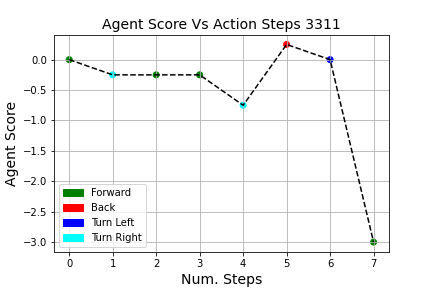 Agent Score Vs Action Steps 3311
Agent Score
0.0
−0.5
−1.0
−1.5
−2.0
−2.5
−3.0
Forward
Back
Turn Left
Turn Right
0 1 2 3 4 5 6 7
Num. Steps